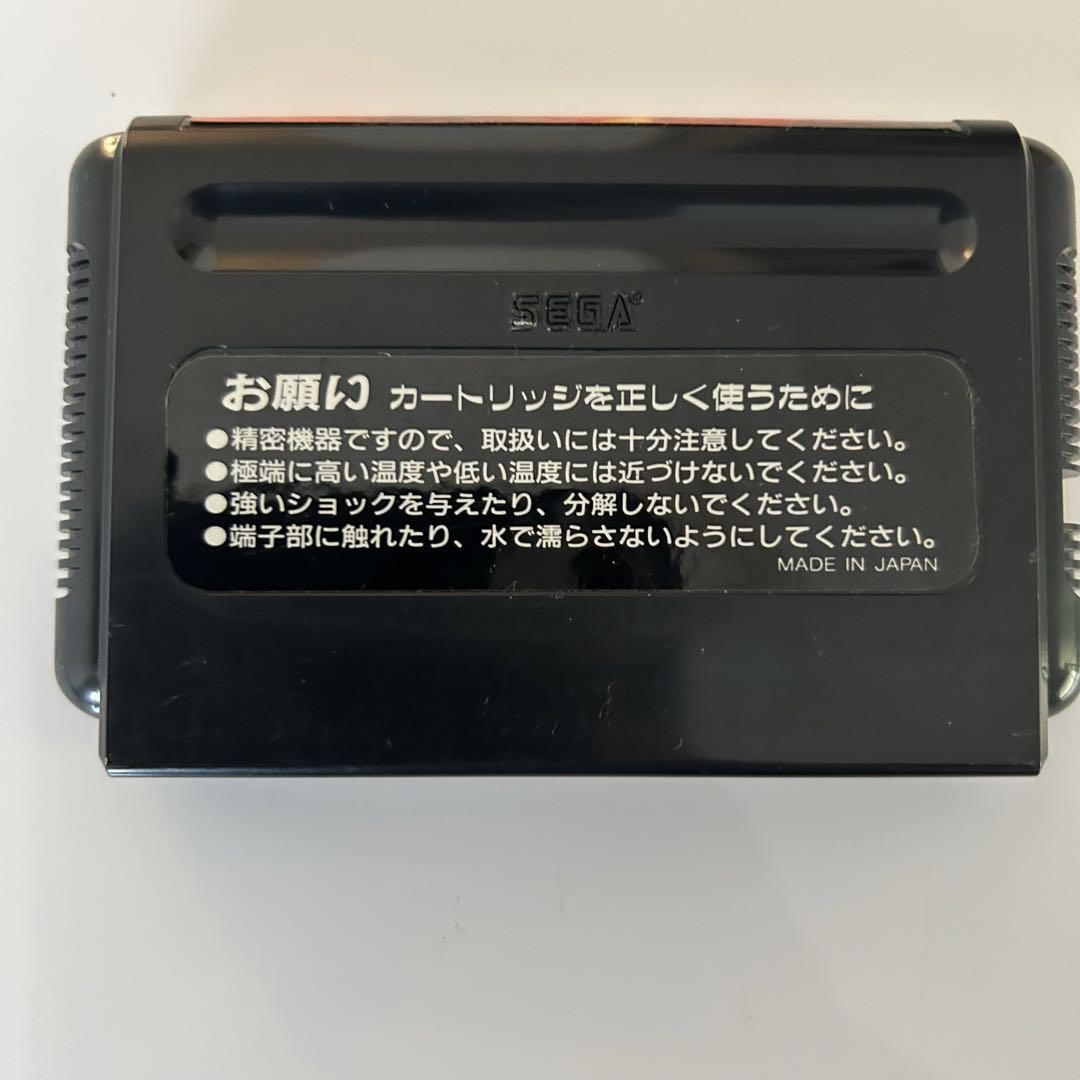 SEGA®
お願い カートリッジを正しく使うために
●精密機器ですので、取扱いには十分注意してください。
●極端に高い温度や低い温度には近づけないでください。
●強いショックを与えたり、分解しないでください。
●端子部に触れたり、水で濡らさないようにしてください。
MADE IN JAPAN